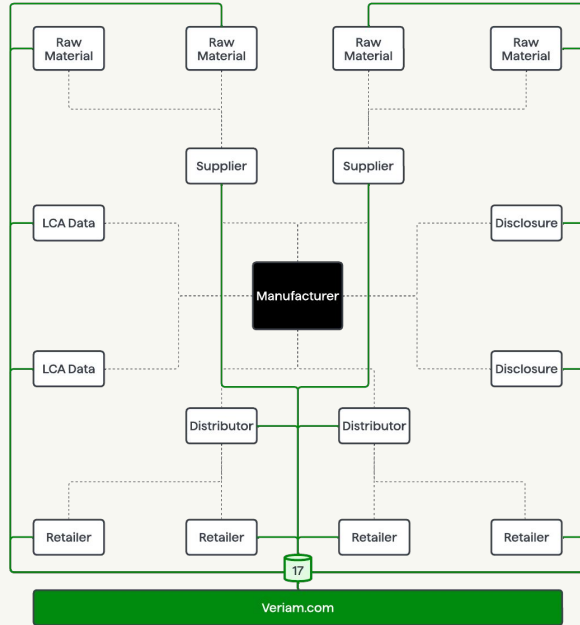 Raw
Material
Raw
Material
Raw
Material
Raw
Material
Supplier
Supplier
LCA Data
Disclosure
Manufacturer
LCA Data
Disclosure
Distributor
Distributor
Retailer
Retailer
Retailer
Retailer
17
Veriam.com